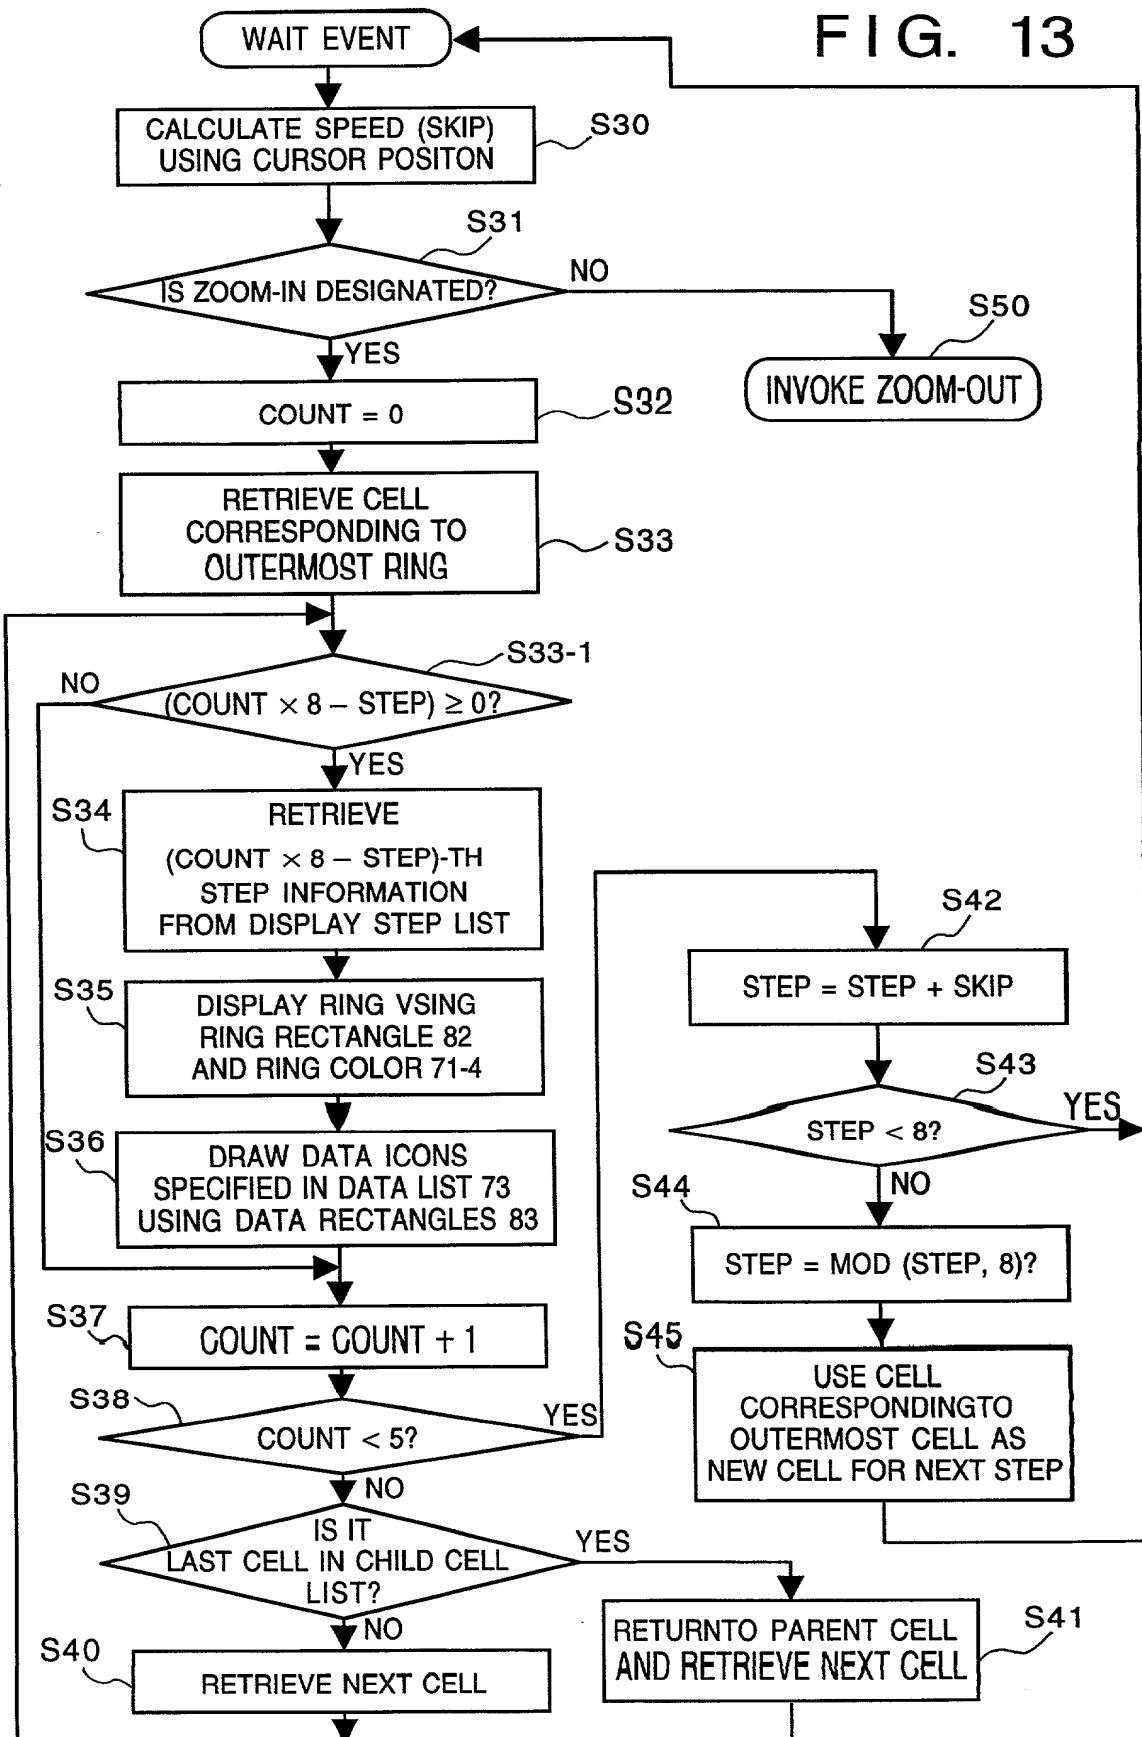 FIG. 13
WAIT EVENT
CALCULATE SPEED (SKIP)
USING CURSOR POSITON
S30
S31
IS ZOOM-IN DESIGNATED?
NO
YES
S50
INVOKE ZOOM-OUT
COUNT = 0
S32
RETRIEVE CELL
CORRESPONDING TO
OUTERMOST RING
S33
S33-1
NO
(COUNT × 8 – STEP) ≥ 0?
YES
S34
RETRIEVE
(COUNT × 8 – STEP)-TH
STEP INFORMATION
FROM DISPLAY STEP LIST
S35
DISPLAY RING VSING
RING RECTANGLE 82
AND RING COLOR 71-4
S36
DRAW DATA ICONS
SPECIFIED IN DATA LIST 73
USING DATA RECTANGLES 83
S37
COUNT = COUNT + 1
S38
COUNT < 5?
YES
NO
S39
IS IT
LAST CELL IN CHILD CELL
LIST?
YES
NO
S40
RETRIEVE NEXT CELL
S41
RETURNTO PARENT CELL
AND RETRIEVE NEXT CELL
S42
STEP = STEP + SKIP
S43
STEP < 8?
YES
NO
S44
STEP = MOD (STEP, 8)?
S45
USE CELL
CORRESPONDINGTO
OUTERMOST CELL AS
NEW CELL FOR NEXT STEP